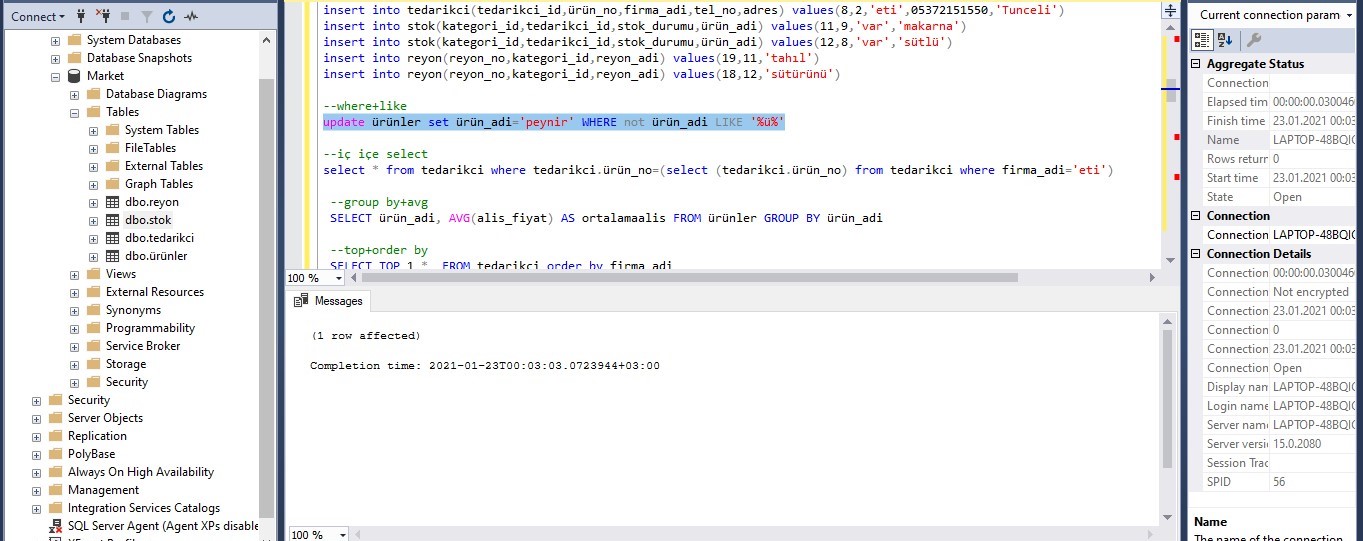 Connect
System Databases
Database Snapshots
Market
Database Diagrams
Tables
System Tables
FileTables
External Tables
Graph Tables
dbo.reyon
dbo.stok
dbo.tedarikci
dbo.ürünler
Views
External Resources
Synonyms
Programmability
Service Broker
Storage
Security
Security
Server Objects
Replication
PolyBase
Always On High Availability
Management
Integration Services Catalogs
SQL Server Agent (Agent XPs disable
insert into tedarikci(tedarikci_id,ürün_no,firma_adi,tel_no,adres) values(8,2,'eti',05372151550,'Tunceli')
insert into stok(kategori_id,tedarikci_id,stok_durumu,ürün_adi) values(11,9,'var','makarna')
insert into stok(kategori_id,tedarikci_id,stok_durumu,ürün_adi) values(12,8,'var','sütlü')
insert into reyon(reyon_no,kategori_id,reyon_adi) values(19,11,'tahıl')
insert into reyon(reyon_no,kategori_id,reyon_adi) values(18,12,'sütürünü')
--where+like
update ürünler set ürün_adi='peynir' WHERE not ürün_adi LIKE '%ü%'
--iç içe select
select * from tedarikci where tedarikci.ürün_no=(select (tedarikci.ürün_no) from tedarikci where firma_adi='eti')
--group by+avg
SELECT ürün_adi, AVG(alis_fiyat) AS ortalamaalis FROM ürünler GROUP BY ürün_adi
--top+order by
SELECT TOP 1 * FROM tedarikci order by firma_adi
100 %
Messages
(1 row affected)
Completion time: 2021-01-23T00:03:03.0723944+03:00
100 %
Current connection param
Aggregate Status
Connection
Elapsed tim 00:00:00.0300460
Finish time 23.01.2021 00:03
Name LAPTOP-48BQIC
Rows returr 0
Start time 23.01.2021 00:03
State Open
Connection
Connection LAPTOP-48BQIC
Connection Details
Connection 00:00:00.0300460
Connection Not encrypted
Connection 23.01.2021 00:03
Connection 0
Connection 23.01.2021 00:03
Connection Open
Display nam LAPTOP-48BQIC
Login name LAPTOP-48BQIC
Server name LAPTOP-48BQIC
Server versi 15.0.2080
Session Trac
SPID 56
Name
The name of the connection